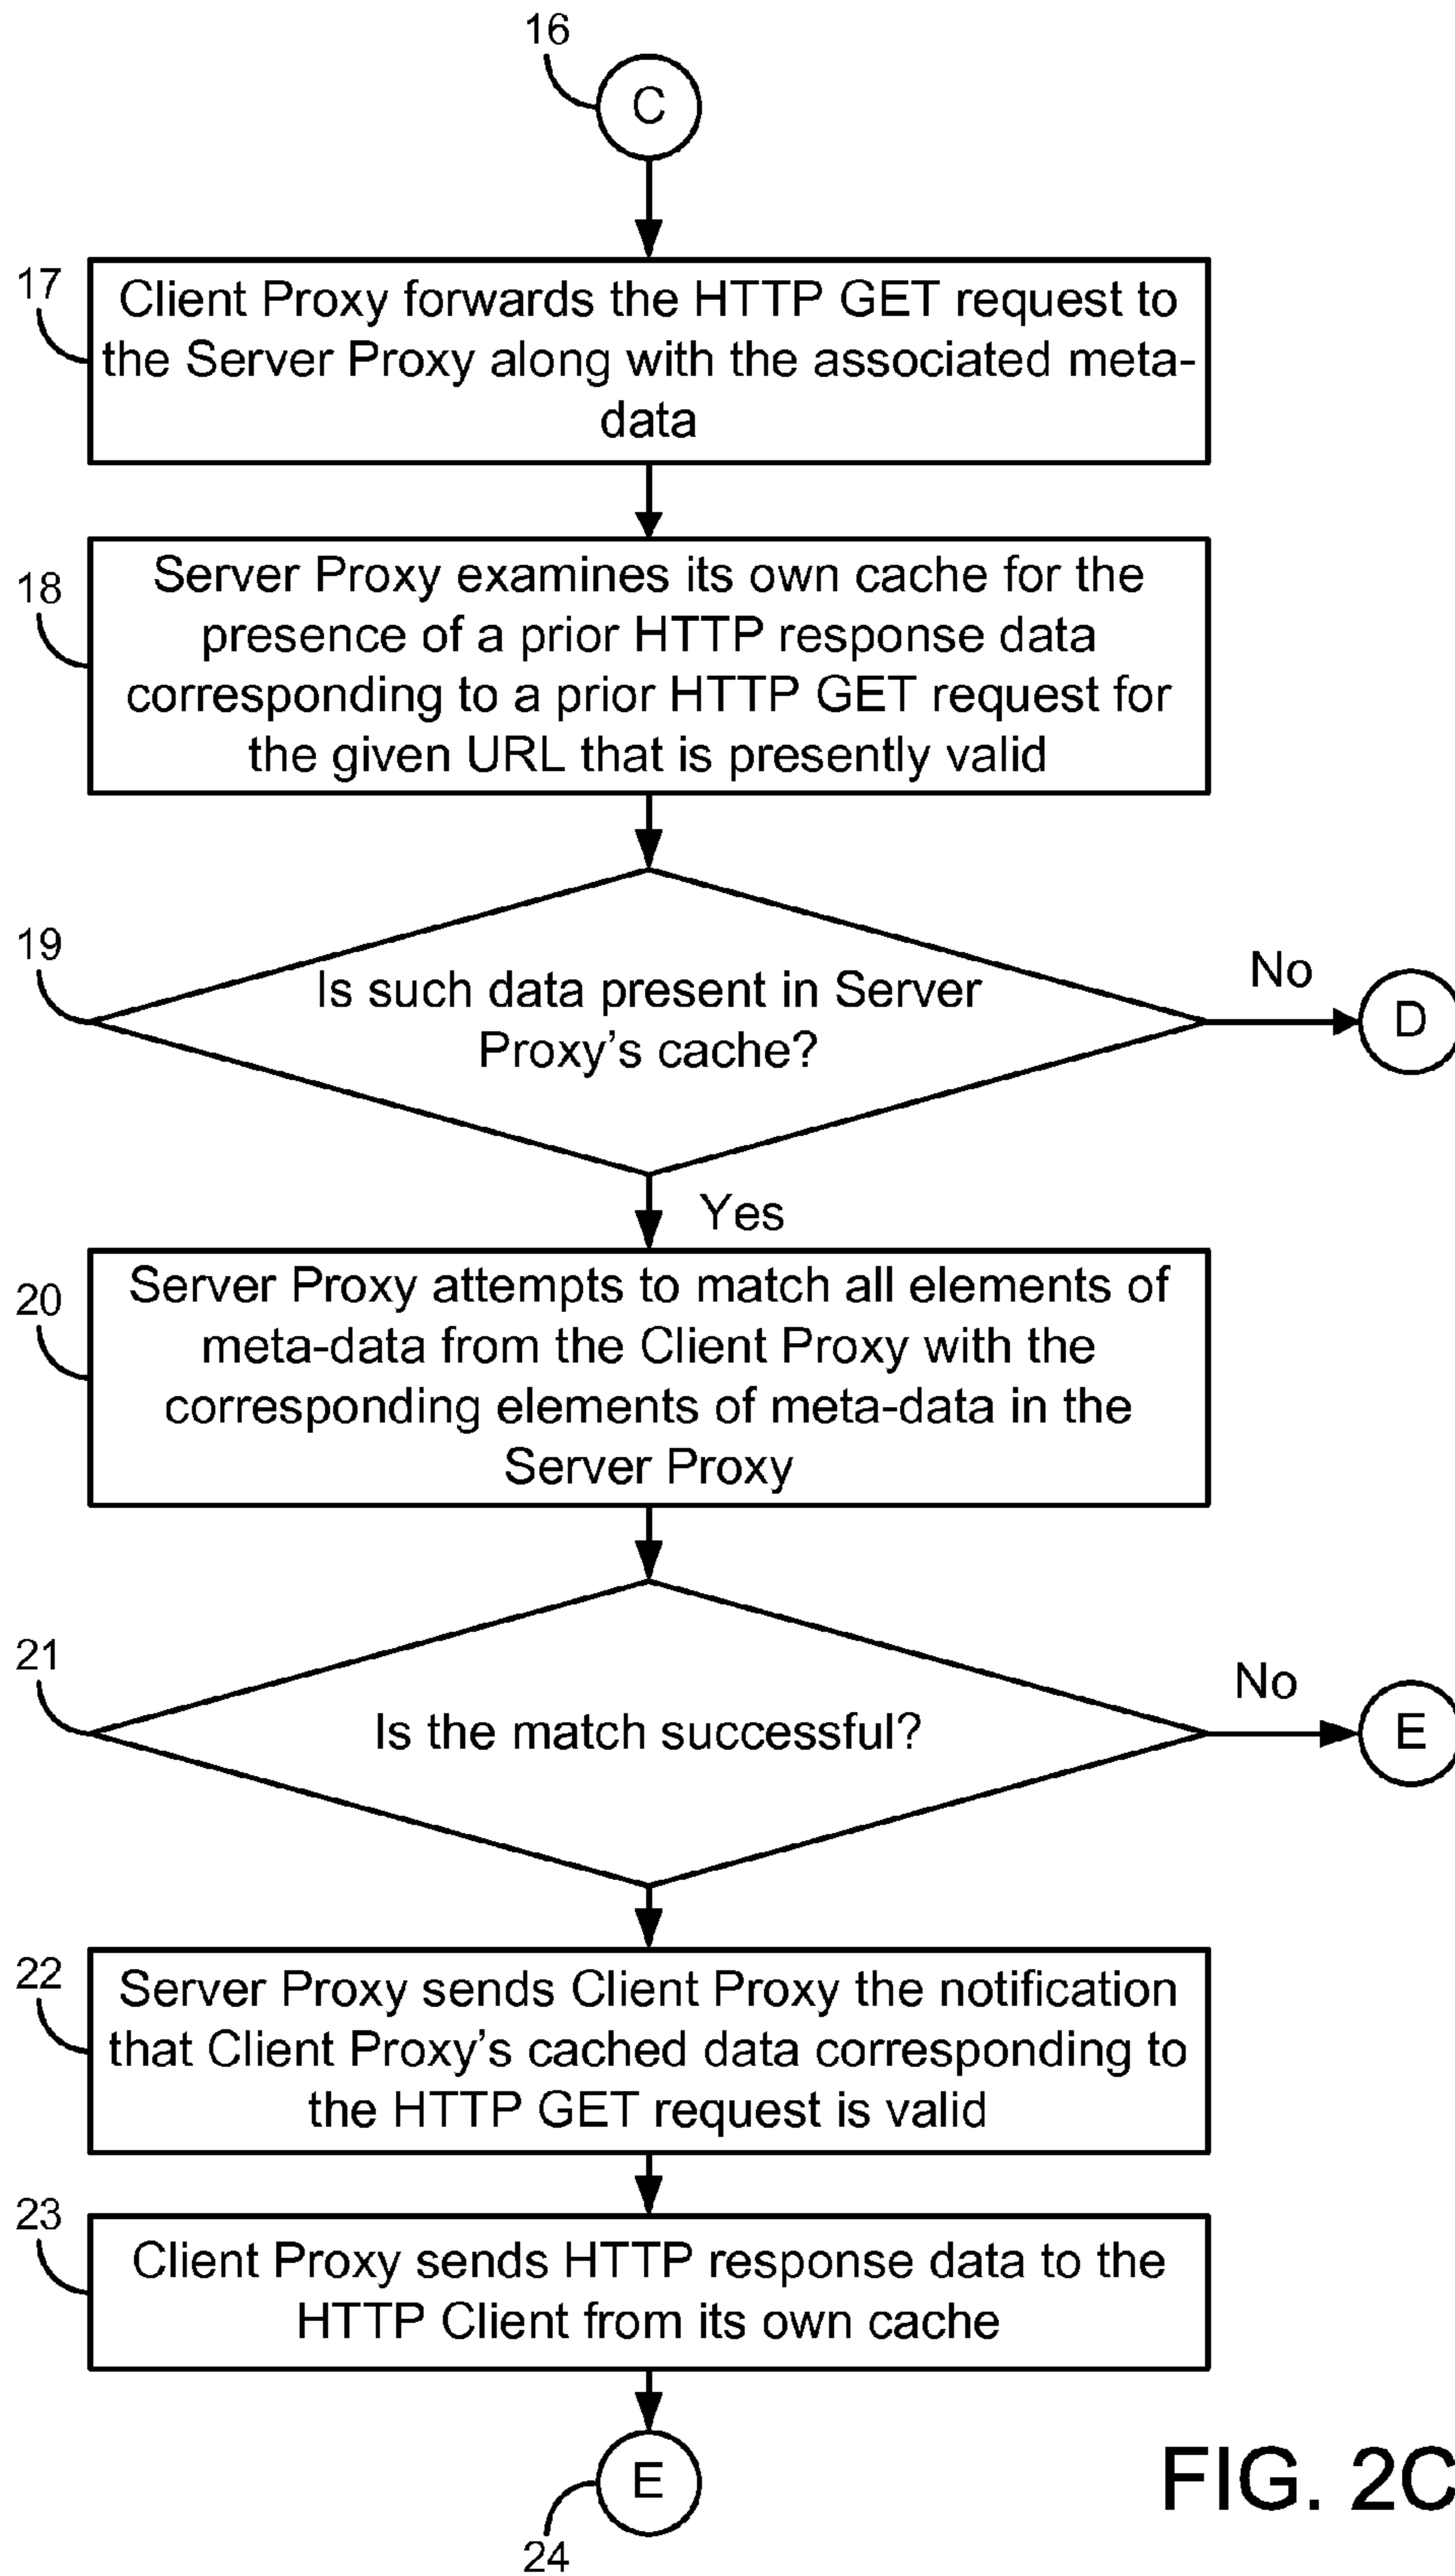 16
C
17
Client Proxy forwards the HTTP GET request to
the Server Proxy along with the associated meta-
data
18
Server Proxy examines its own cache for the
presence of a prior HTTP response data
corresponding to a prior HTTP GET request for
the given URL that is presently valid
19
Is such data present in Server
Proxy's cache?
No
D
Yes
20
Server Proxy attempts to match all elements of
meta-data from the Client Proxy with the
corresponding elements of meta-data in the
Server Proxy
21
Is the match successful?
No
E
22
Server Proxy sends Client Proxy the notification
that Client Proxy's cached data corresponding to
the HTTP GET request is valid
23
Client Proxy sends HTTP response data to the
HTTP Client from its own cache
E
24
FIG. 2C